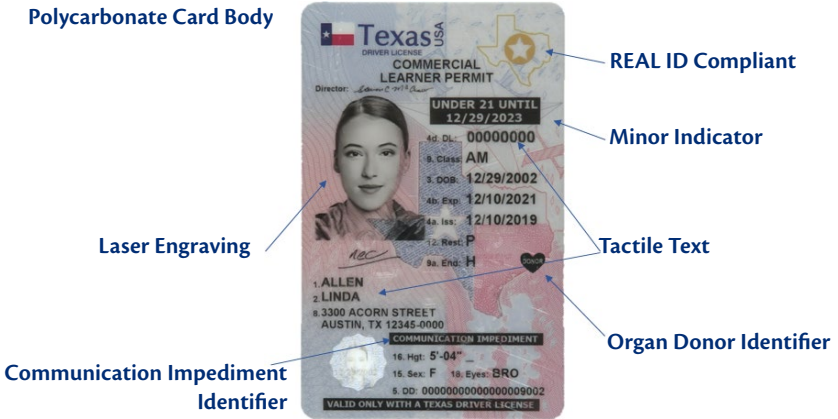 Polycarbonate Card Body
Texas USA
DRIVER LICENSE
COMMERCIAL
LEARNER PERMIT
Director:
REAL ID Compliant
UNDER 21 UNTIL
12/29/2023
Minor Indicator
4d. DL: 00000000
9. Class: AM
3. DOB: 12/29/2002
4b. Exp: 12/10/2021
4a. Iss: 12/10/2019
12. Rest: P
9a. End: H
DONOR
Laser Engraving
Tactile Text
1. ALLEN
2. LINDA
8. 3300 ACORN STREET
AUSTIN, TX 12345-0000
Organ Donor Identifier
COMMUNICATION IMPEDIMENT
16. Hgt: 5'-04"
15. Sex: F 18. Eyes: BRO
5. DD: 00000000000000009002
VALID ONLY WITH A TEXAS DRIVER LICENSE
Communication Impediment
Identifier